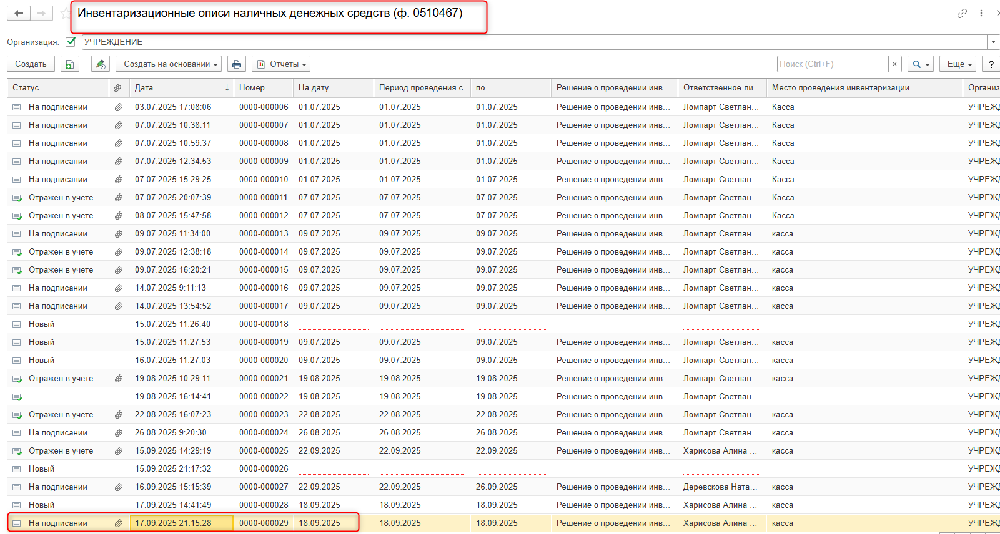 Инвентаризационные описи наличных денежных средств (ф. 0510467)
Организация: УЧРЕЖДЕНИЕ
Создать Создать на основании Отчеты Поиск (Ctrl+F) × Еще ?
Статус Дата ↓ Номер На дату Период проведения с по Решение о проведении инв... Ответственное ли... Место проведения инвентаризации Организ
На подписании 03.07.2025 17:08:06 0000-000006 01.07.2025 01.07.2025 01.07.2025 Решение о проведении инв... Ломпарт Светлан... Касса УЧРЕЖД
На подписании 07.07.2025 10:38:11 0000-000007 01.07.2025 01.07.2025 01.07.2025 Решение о проведении инв... Ломпарт Светлан... Касса УЧРЕЖД
На подписании 07.07.2025 10:59:37 0000-000008 01.07.2025 01.07.2025 01.07.2025 Решение о проведении инв... Ломпарт Светлан... Касса УЧРЕЖД
На подписании 07.07.2025 12:34:53 0000-000009 01.07.2025 01.07.2025 01.07.2025 Решение о проведении инв... Ломпарт Светлан... Касса УЧРЕЖД
На подписании 07.07.2025 15:29:25 0000-000010 01.07.2025 01.07.2025 01.07.2025 Решение о проведении инв... Ломпарт Светлан... Касса УЧРЕЖД
Отражен в учете 07.07.2025 20:07:39 0000-000011 07.07.2025 07.07.2025 07.07.2025 Решение о проведении инв... Ломпарт Светлан... Касса УЧРЕЖД
Отражен в учете 08.07.2025 15:47:58 0000-000012 07.07.2025 07.07.2025 07.07.2025 Решение о проведении инв... Ломпарт Светлан... Касса УЧРЕЖД
На подписании 09.07.2025 11:34:00 0000-000013 09.07.2025 09.07.2025 09.07.2025 Решение о проведении инв... Ломпарт Светлан... касса УЧРЕЖД
Отражен в учете 09.07.2025 12:38:18 0000-000014 09.07.2025 09.07.2025 09.07.2025 Решение о проведении инв... Ломпарт Светлан... касса УЧРЕЖД
Отражен в учете 09.07.2025 16:20:21 0000-000015 09.07.2025 09.07.2025 09.07.2025 Решение о проведении инв... Ломпарт Светлан... касса УЧРЕЖД
На подписании 14.07.2025 9:11:13 0000-000016 09.07.2025 09.07.2025 09.07.2025 Решение о проведении инв... Ломпарт Светлан... касса УЧРЕЖД
На подписании 14.07.2025 13:54:52 0000-000017 09.07.2025 09.07.2025 09.07.2025 Решение о проведении инв... Ломпарт Светлан... касса УЧРЕЖД
Новый 15.07.2025 11:26:40 0000-000018 УЧРЕЖД
Новый 15.07.2025 11:27:53 0000-000019 09.07.2025 09.07.2025 09.07.2025 Решение о проведении инв... Ломпарт Светлан... касса УЧРЕЖД
Новый 16.07.2025 11:27:03 0000-000020 09.07.2025 09.07.2025 09.07.2025 Решение о проведении инв... Ломпарт Светлан... касса УЧРЕЖД
Отражен в учете 19.08.2025 10:29:11 0000-000021 19.08.2025 19.08.2025 19.08.2025 Решение о проведении инв... Ломпарт Светлан... касса УЧРЕЖД
19.08.2025 16:14:41 0000-000022 19.08.2025 19.08.2025 19.08.2025 Решение о проведении инв... Ломпарт Светлан... - УЧРЕЖД
Отражен в учете 22.08.2025 16:07:23 0000-000023 22.08.2025 22.08.2025 22.08.2025 Решение о проведении инв... Ломпарт Светлан... касса УЧРЕЖД
На подписании 26.08.2025 9:20:30 0000-000024 26.08.2025 26.08.2025 26.08.2025 Решение о проведении инв... Ломпарт Светлан... касса УЧРЕЖД
Отражен в учете 15.09.2025 14:29:19 0000-000025 22.09.2025 22.09.2025 22.09.2025 Решение о проведении инв... Харисова Алина ... касса УЧРЕЖД
Новый 15.09.2025 21:17:32 0000-000026 УЧРЕЖД
На подписании 16.09.2025 15:15:39 0000-000027 22.09.2025 22.09.2025 26.09.2025 Решение о проведении инв... Деревскова Ната... касса УЧРЕЖД
Новый 17.09.2025 14:41:49 0000-000028 18.09.2025 18.09.2025 18.09.2025 Решение о проведении инв... Харисова Алина ... касса УЧРЕЖД
На подписании 17.09.2025 21:15:28 0000-000029 18.09.2025 18.09.2025 18.09.2025 Решение о проведении инв... Харисова Алина ... касса УЧРЕЖД